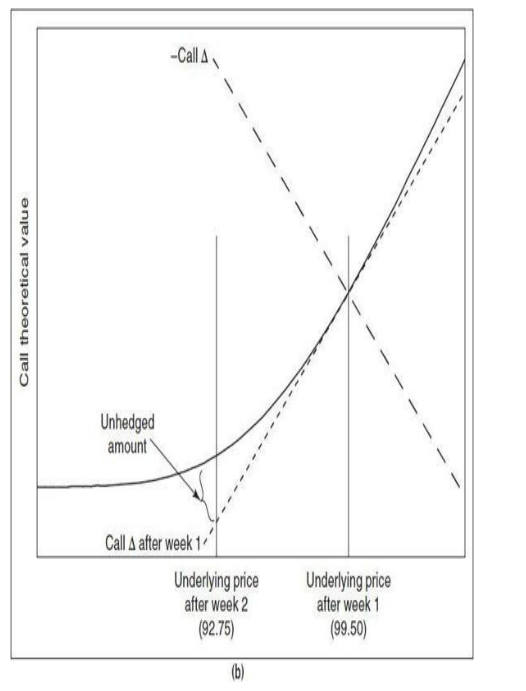 –Call Δ
Call theoretical value
Unhedged
amount
Call Δ after week 1
Underlying price
after week 2
(92.75)
Underlying price
after week 1
(99.50)
(b)